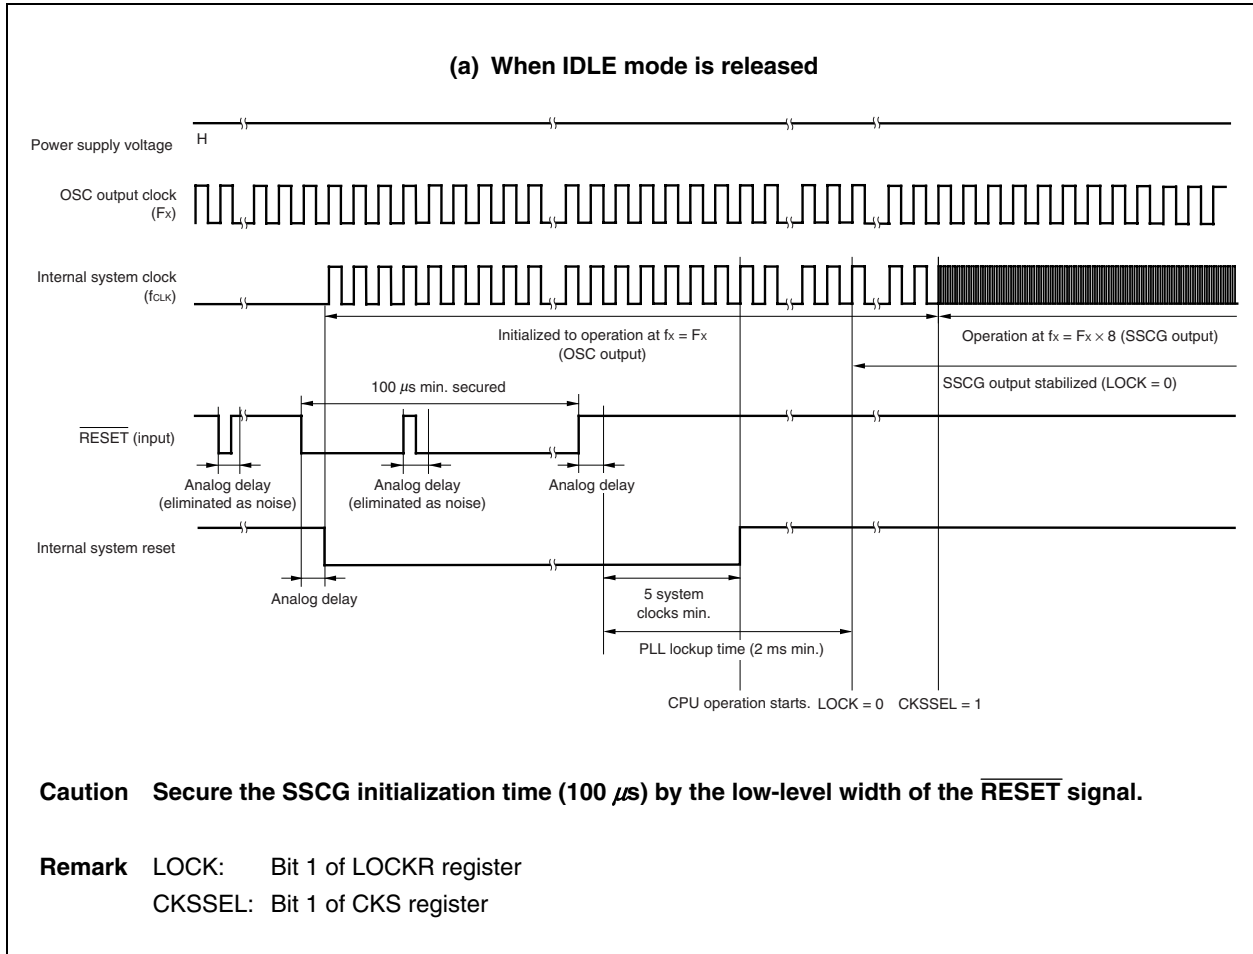 (a) When IDLE mode is released
Power supply voltage
H
OSC output clock
(Fx)
Internal system clock
(fCLK)
Initialized to operation at fx = Fx
(OSC output)
Operation at fx = Fx × 8 (SSCG output)
SSCG output stabilized (LOCK = 0)
100 μs min. secured
RESET (input)
Analog delay
(eliminated as noise)
Analog delay
(eliminated as noise)
Analog delay
Internal system reset
Analog delay
5 system
clocks min.
PLL lockup time (2 ms min.)
CPU operation starts. LOCK = 0 CKSSEL = 1
Caution Secure the SSCG initialization time (100 μs) by the low-level width of the RESET signal.
Remark LOCK: Bit 1 of LOCKR register
CKSSEL: Bit 1 of CKS register